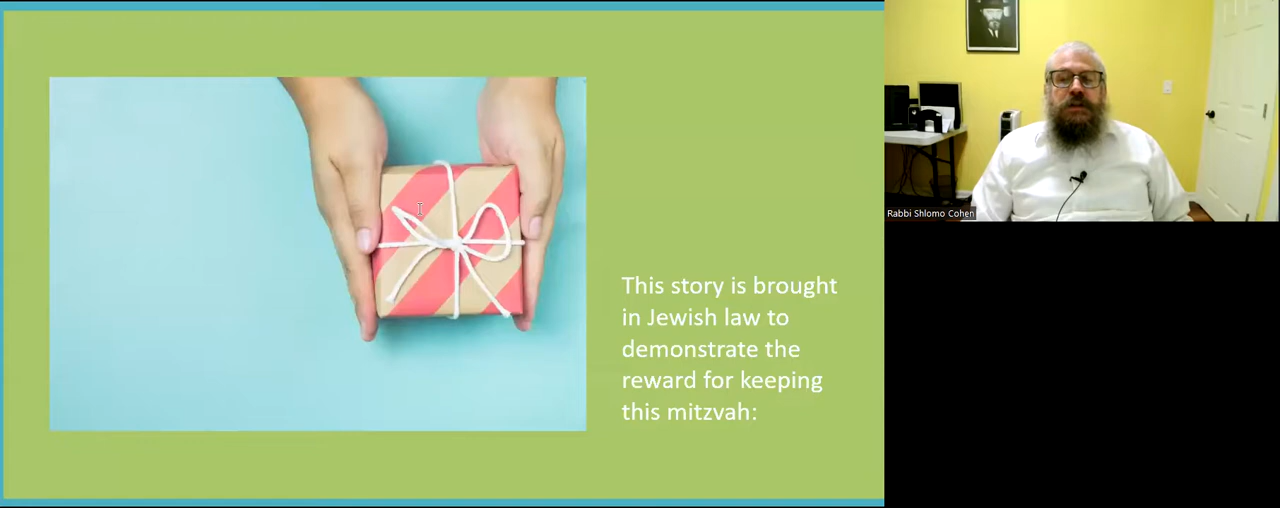 This story is brought
in Jewish law to
demonstrate the
reward for keeping
this mitzvah:
Rabbi Shlomo Cohen